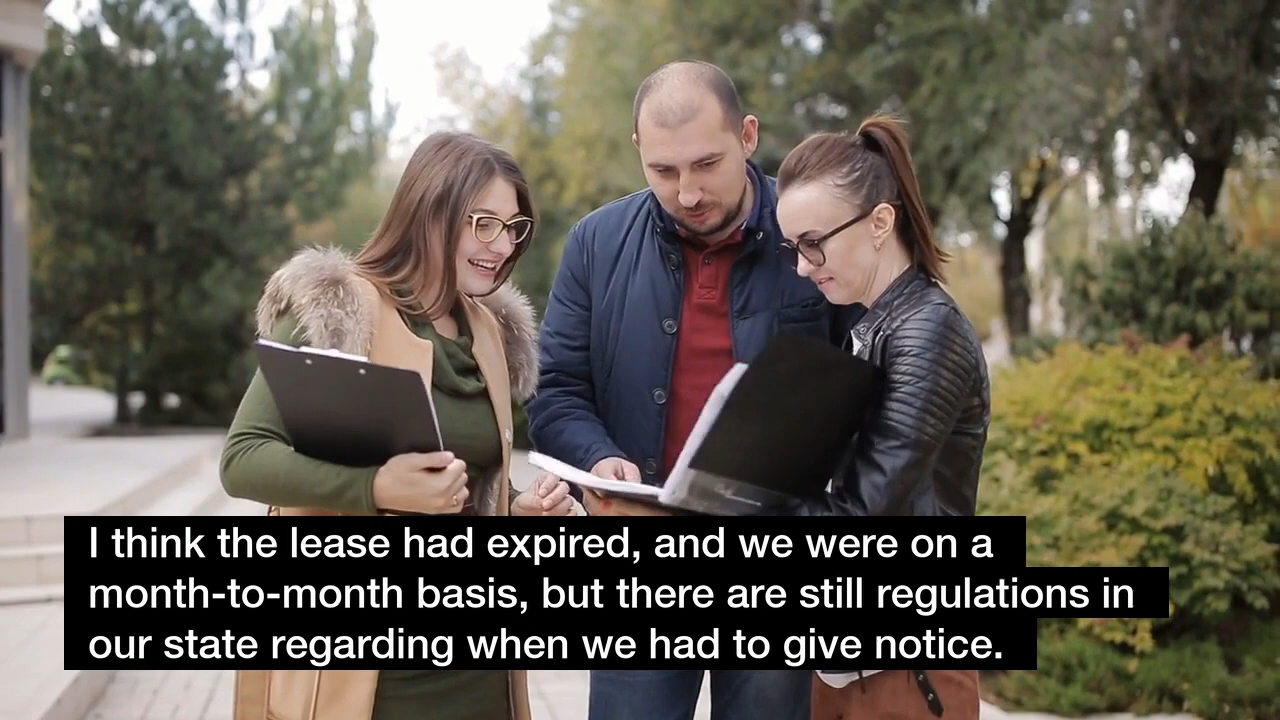 I think the lease had expired, and we were on a
month-to-month basis, but there are still regulations in
our state regarding when we had to give notice.